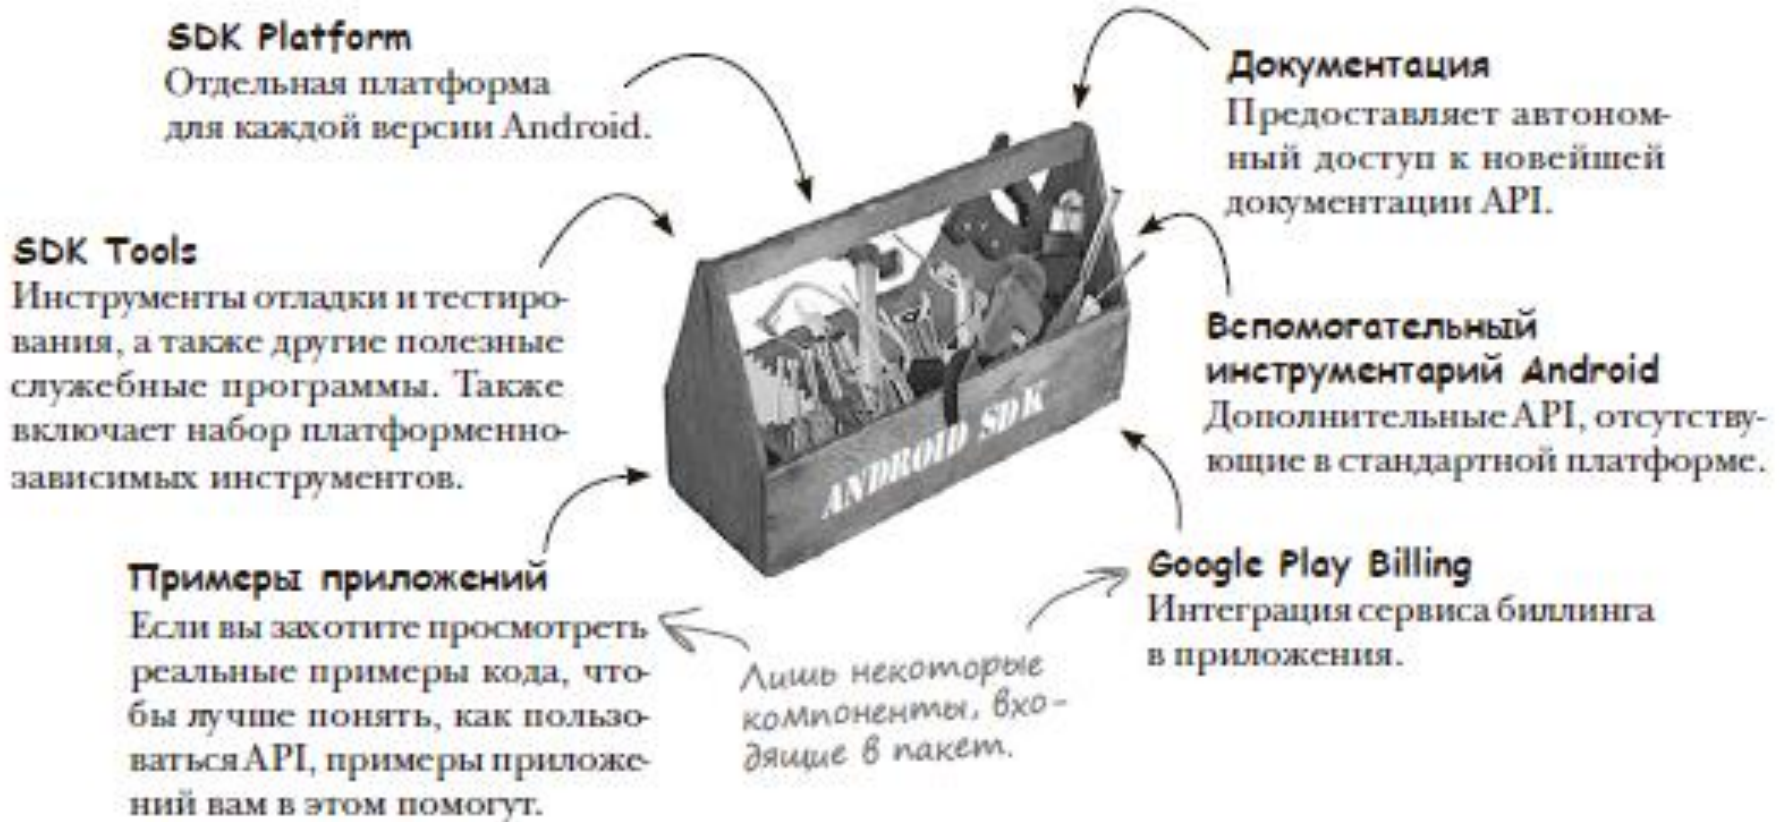 SDK Platform
Отдельная платформа
для каждой версии Android.
SDK Tools
Инструменты отладки и тестиро-
вания, а также другие полезные
служебные программы. Также
включает набор платформенно-
зависимых инструментов.
Примеры приложений
Если вы захотите просмотреть
реальные примеры кода, что-
бы лучше понять, как пользо-
ваться API, примеры приложе-
ний вам в этом помогут.
ANDROID SDK
Лишь некоторые
компоненты, вхо-
дящие в пакет.
Документация
Предоставляет автоном-
ный доступ к новейшей
документации API.
Вспомогательный
инструментарий Android
Дополнительные API, отсутству-
ющие в стандартной платформе.
Google Play Billing
Интеграция сервиса биллинга
в приложения.